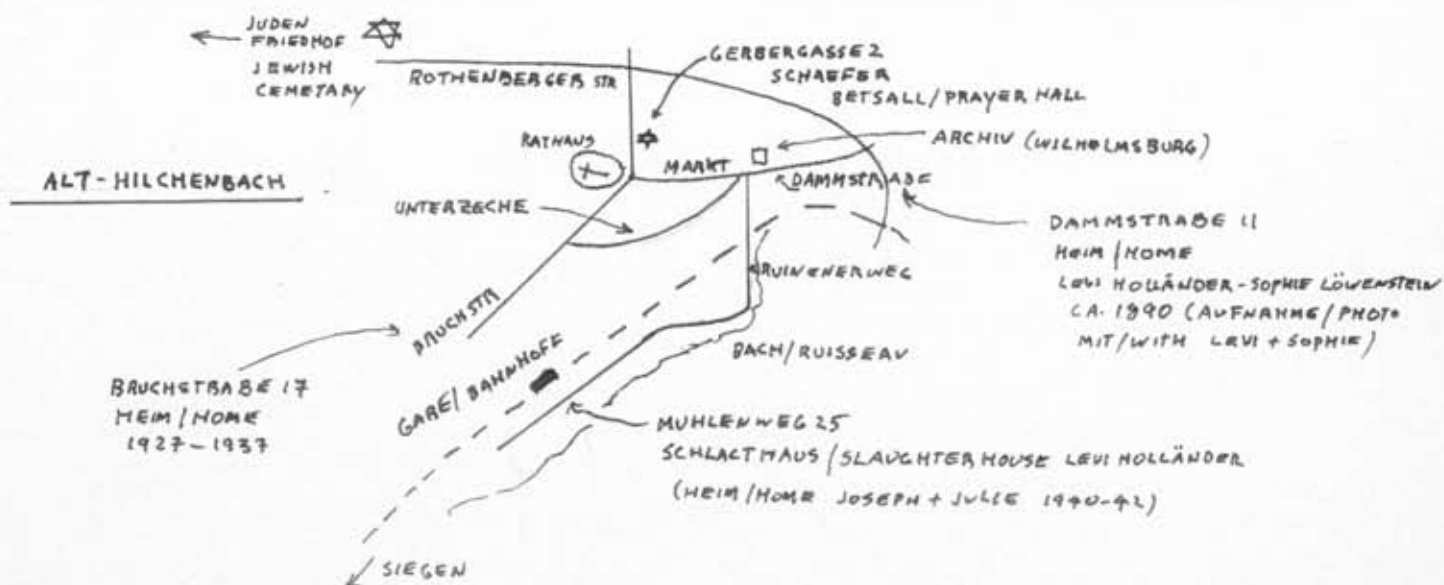 JUDEN
FRIEDHOF
JEWISH
CEMETARY
ROTHENBERGER STR
GERBERGASSE 2
SCHAEFER
BETSALL/PRAYER HALL
RATHAUS
MARKT
ARCHIV (WILHELMSBURG)
ALT-HILCHENBACH
DAMMSTRAßE
UNTERZECHE
DAMMSTRAßE 11
HEIM/HOME
LEVI HOLLÄNDER-SOPHIE LÖWENSTEIN
CA. 1890 (AUFNAHME/PHOTO
MIT/WITH LEVI + SOPHIE)
RUINENERWEG
BRUCHSTR
BACH/RUISSEAU
GARE/BAHNHOFF
BRUCHSTRAßE 17
HEIM/HOME
1927-1937
MUHLENWEG 25
SCHLACTHAUS/SLAUGHTER HOUSE LEVI HOLLÄNDER
(HEIM/HOME JOSEPH + JULIE 1940-42)
SIEGEN